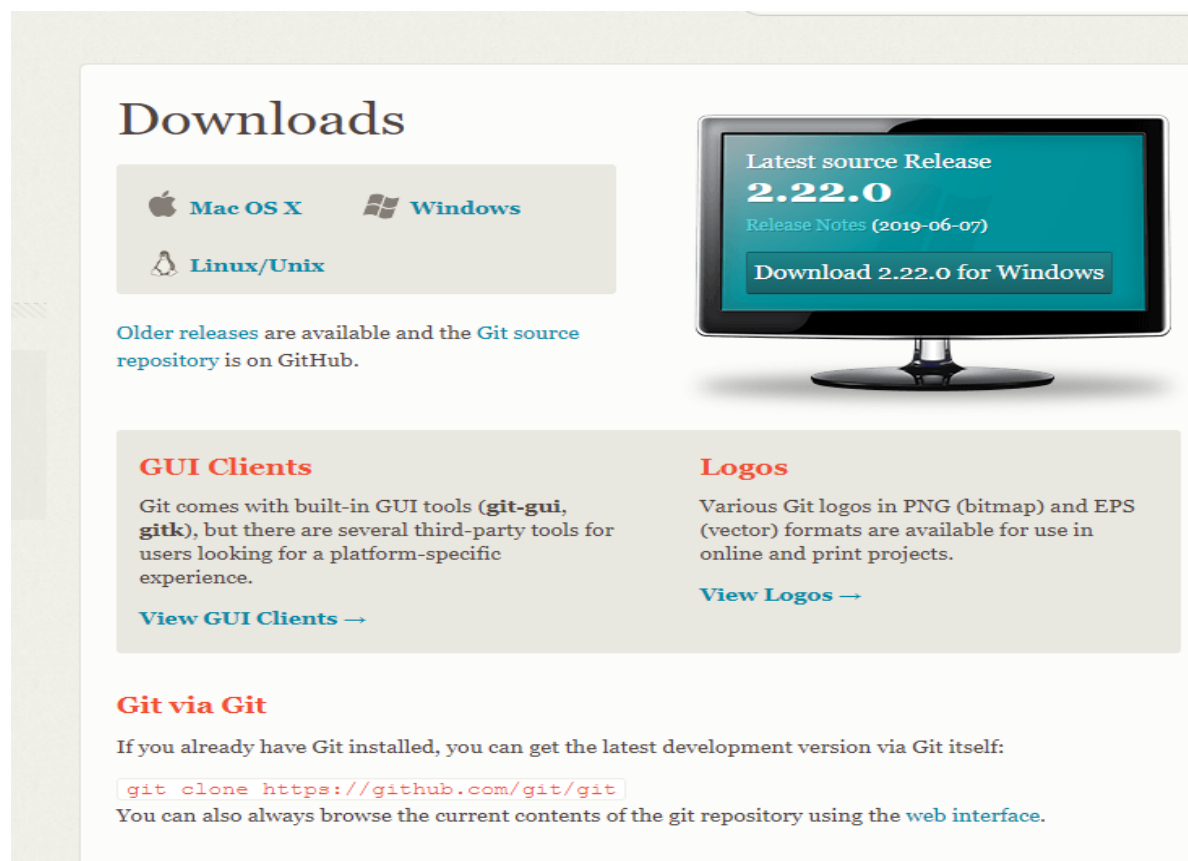 Downloads
Mac OS X
Windows
Linux/Unix
Older releases are available and the Git source
repository is on GitHub.
Latest source Release
2.22.0
Release Notes (2019-06-07)
Download 2.22.0 for Windows
GUI Clients
Git comes with built-in GUI tools (git-gui,
gitk), but there are several third-party tools for
users looking for a platform-specific
experience.
View GUI Clients →
Logos
Various Git logos in PNG (bitmap) and EPS
(vector) formats are available for use in
online and print projects.
View Logos →
Git via Git
If you already have Git installed, you can get the latest development version via Git itself:
git clone https://github.com/git/git
You can also always browse the current contents of the git repository using the web interface.